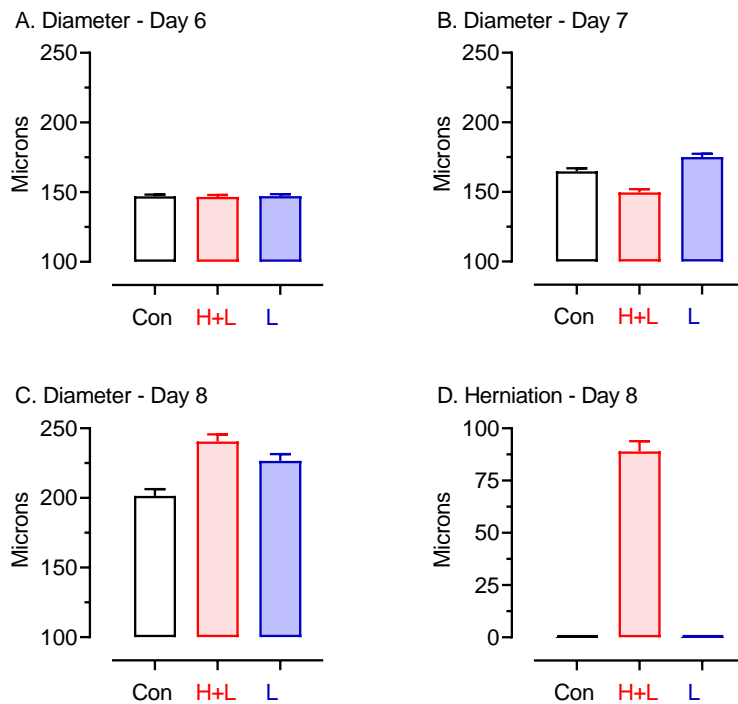 A. Diameter - Day 6
Microns
250
200
150
100
Con H+L L
B. Diameter - Day 7
Microns
250
200
150
100
Con H+L L
C. Diameter - Day 8
Microns
250
200
150
100
Con H+L L
D. Herniation - Day 8
Microns
100
75
50
25
0
Con H+L L